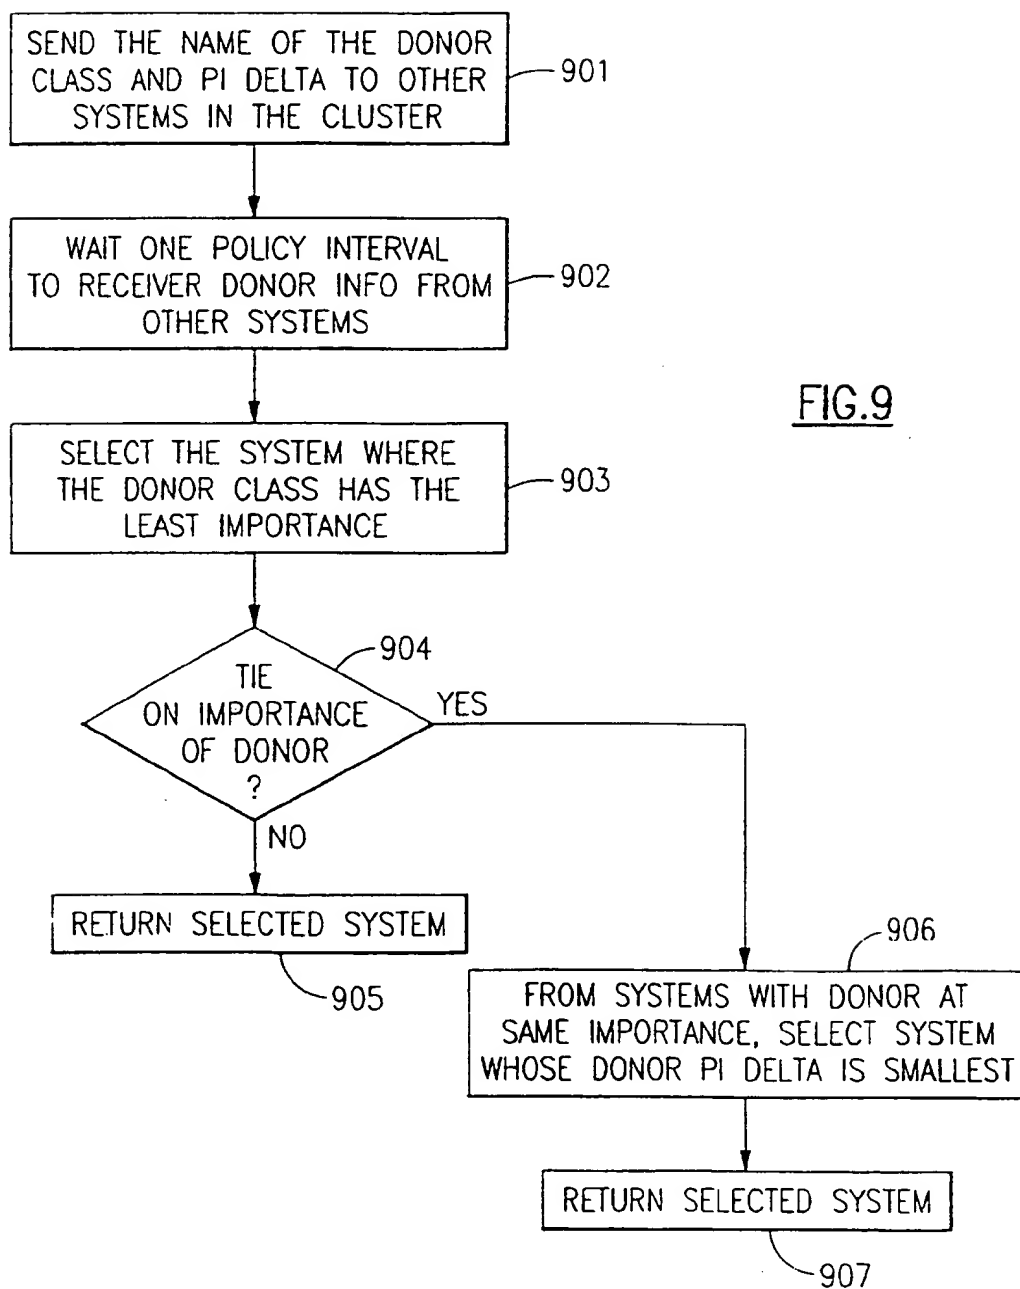 SEND THE NAME OF THE DONOR
CLASS AND PI DELTA TO OTHER
SYSTEMS IN THE CLUSTER
901
WAIT ONE POLICY INTERVAL
TO RECEIVER DONOR INFO FROM
OTHER SYSTEMS
902
FIG.9
SELECT THE SYSTEM WHERE
THE DONOR CLASS HAS THE
LEAST IMPORTANCE
903
904
TIE
ON IMPORTANCE
OF DONOR
?
YES
NO
RETURN SELECTED SYSTEM
905
906
FROM SYSTEMS WITH DONOR AT
SAME IMPORTANCE, SELECT SYSTEM
WHOSE DONOR PI DELTA IS SMALLEST
RETURN SELECTED SYSTEM
907